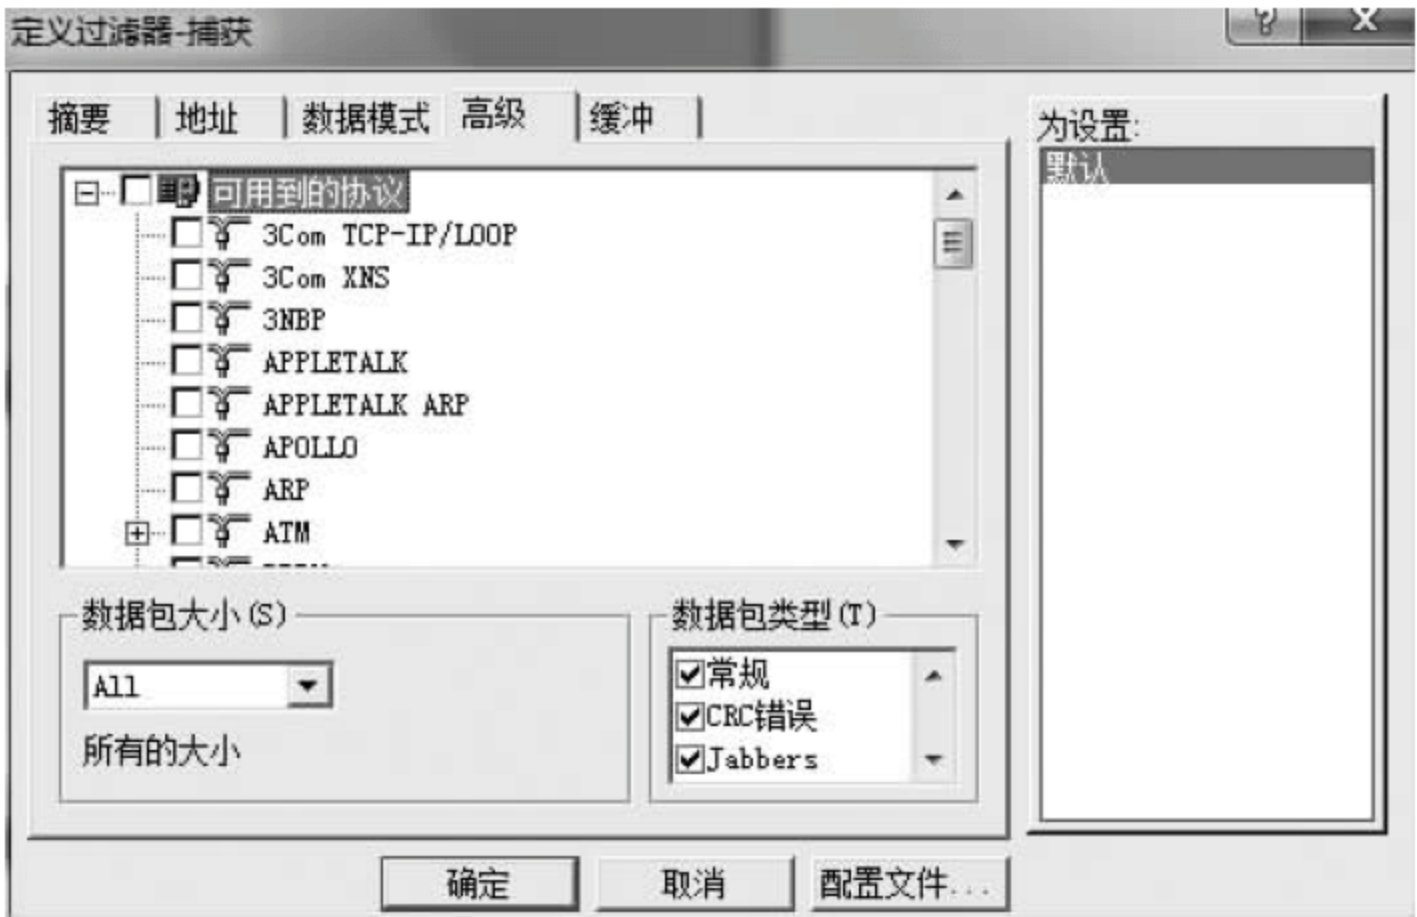 定义过滤器-捕获
摘要 地址 数据模式 高级 缓冲
可用到的协议
3Com TCP-IP/LOOP
3Com XNS
3NBP
APPLETALK
APPLETALK ARP
APOLLO
ARP
ATM
数据包大小(S)
All
所有的大小
数据包类型(T)
常规
CRC错误
Jabbers
为设置:
默认
确定 取消 配置文件...